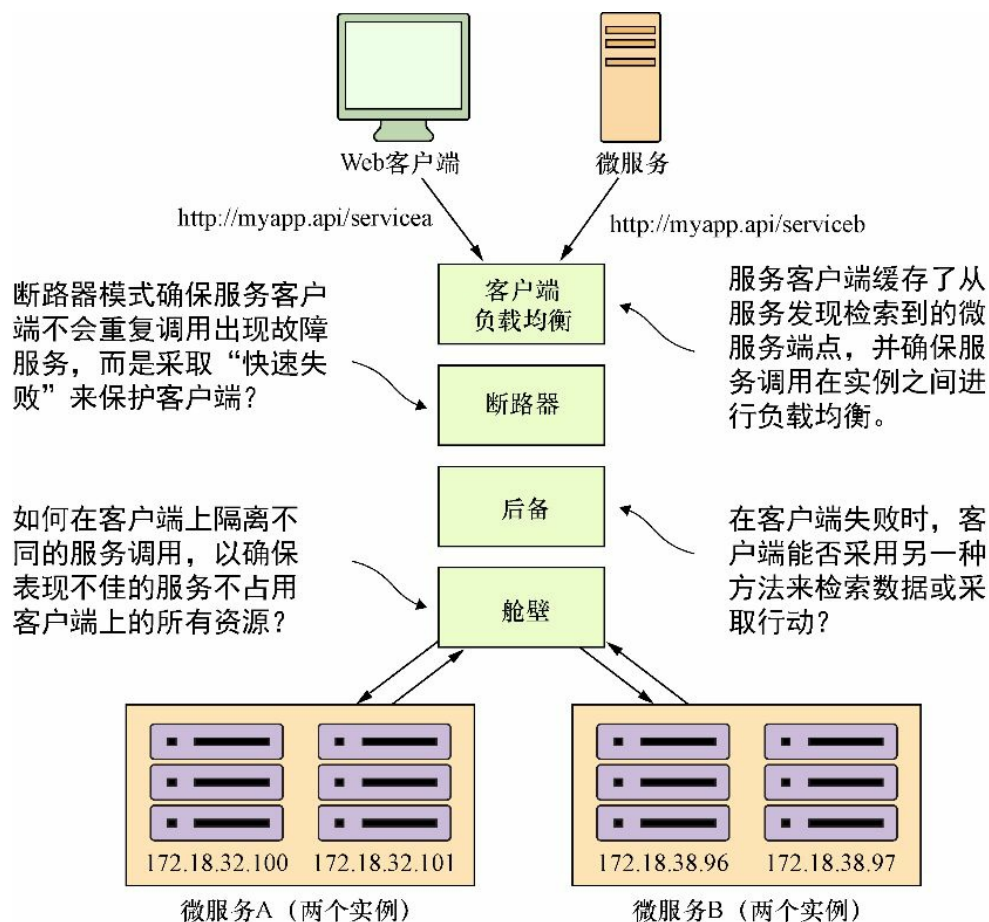 Web客户端
微服务
http://myapp.api/servicea
http://myapp.api/serviceb
客户端
负载均衡
断路器模式确保服务客户
端不会重复调用出现故障
服务，而是采取“快速失
败”来保护客户端？
服务客户端缓存了从
服务发现检索到的微
服务端点，并确保服
务调用在实例之间进
行负载均衡。
断路器
后备
如何在客户端上隔离不
同的服务调用，以确保
表现不佳的服务不占用
客户端上的所有资源？
在客户端失败时，客
户端能否采用另一种
方法来检索数据或采
取行动？
舱壁
172.18.32.100
172.18.32.101
172.18.38.96
172.18.38.97
微服务A（两个实例）
微服务B（两个实例）